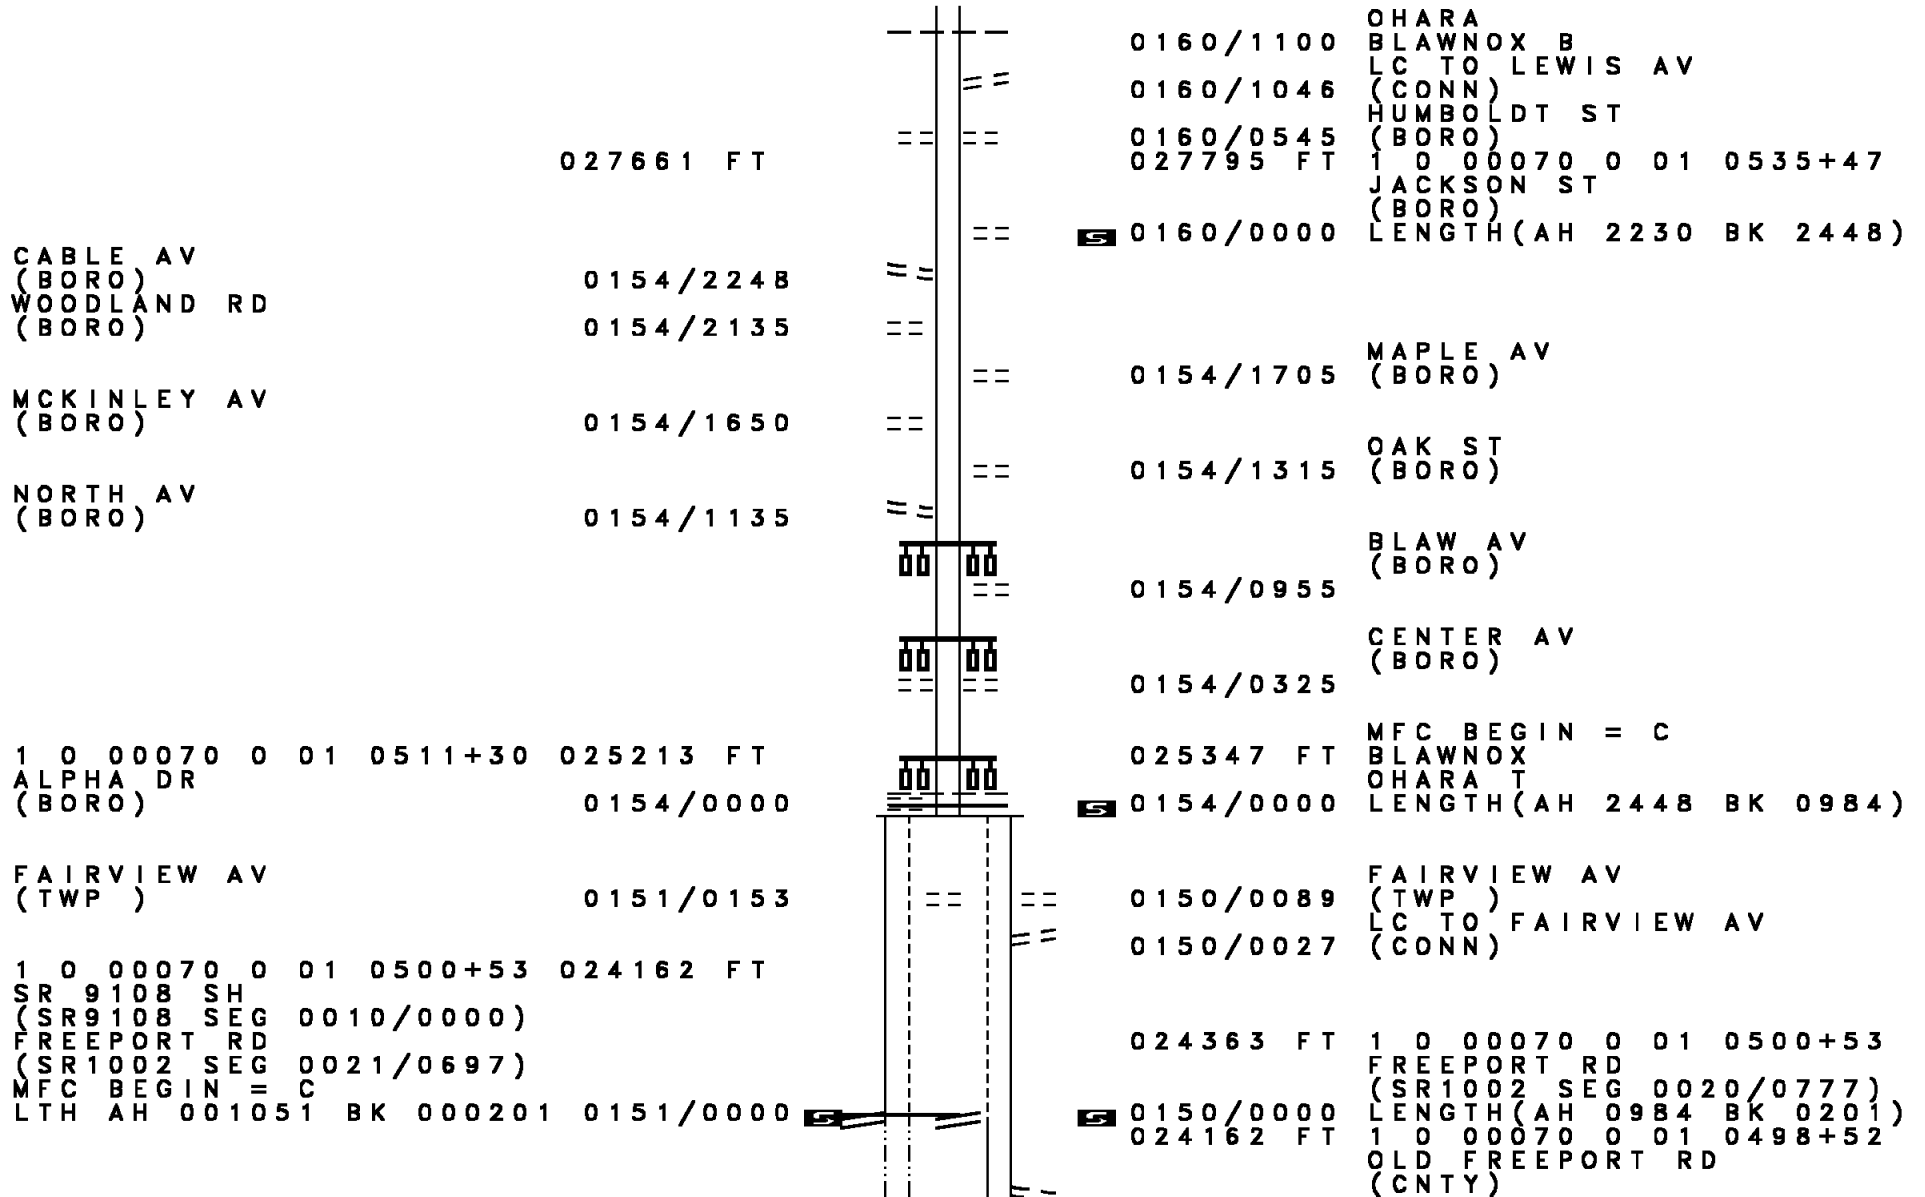 OHARA
0160/1100 BLAWNOX B
LC TO LEWIS AV
0160/1046 (CONN)
HUMBOLDT ST
0160/0545 (BORO)
027661 FT 027795 FT 1 0 00070 0 01 0535+47
JACKSON ST
(BORO)
S 0160/0000 LENGTH(AH 2230 BK 2448)
CABLE AV
(BORO) 0154/2248
WOODLAND RD
(BORO) 0154/2135
MAPLE AV
0154/1705 (BORO)
MCKINLEY AV
(BORO) 0154/1650
OAK ST
0154/1315 (BORO)
NORTH AV
(BORO) 0154/1135
BLAW AV
(BORO)
0154/0955
CENTER AV
(BORO)
0154/0325
MFC BEGIN = C
1 0 00070 0 01 0511+30 025213 FT 025347 FT BLAWNOX
ALPHA DR OHARA T
(BORO) 0154/0000 S 0154/0000 LENGTH(AH 2448 BK 0984)
FAIRVIEW AV FAIRVIEW AV
(TWP ) 0151/0153 0150/0089 (TWP )
LC TO FAIRVIEW AV
0150/0027 (CONN)
1 0 00070 0 01 0500+53 024162 FT
SR 9108 SH
(SR9108 SEG 0010/0000)
FREEPORT RD 024363 FT 1 0 00070 0 01 0500+53
(SR1002 SEG 0021/0697) FREEPORT RD
MFC BEGIN = C (SR1002 SEG 0020/0777)
LTH AH 001051 BK 000201 0151/0000 S S 0150/0000 LENGTH(AH 0984 BK 0201)
024162 FT 1 0 00070 0 01 0498+52
OLD FREEPORT RD
(CNTY)